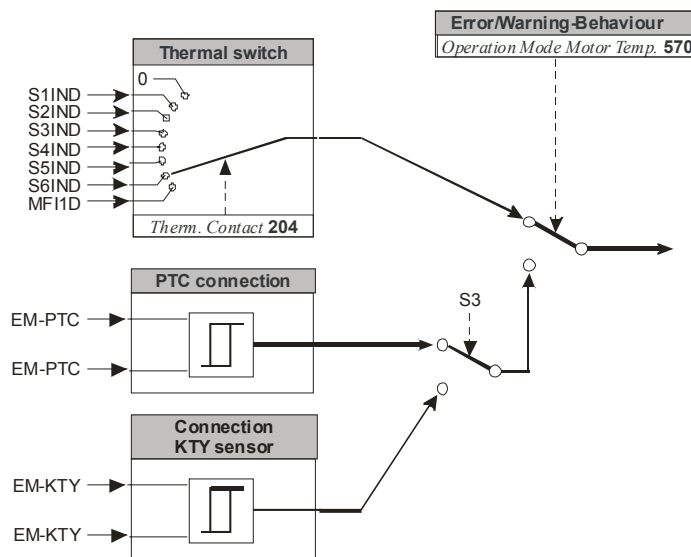 Error/Warning-Behaviour
Operation Mode Motor Temp. 570
Thermal switch
0
S1IND
S2IND
S3IND
S4IND
S5IND
S6IND
MFI1D
Therm. Contact 204
PTC connection
EM-PTC
EM-PTC
S3
Connection
KTY sensor
EM-KTY
EM-KTY